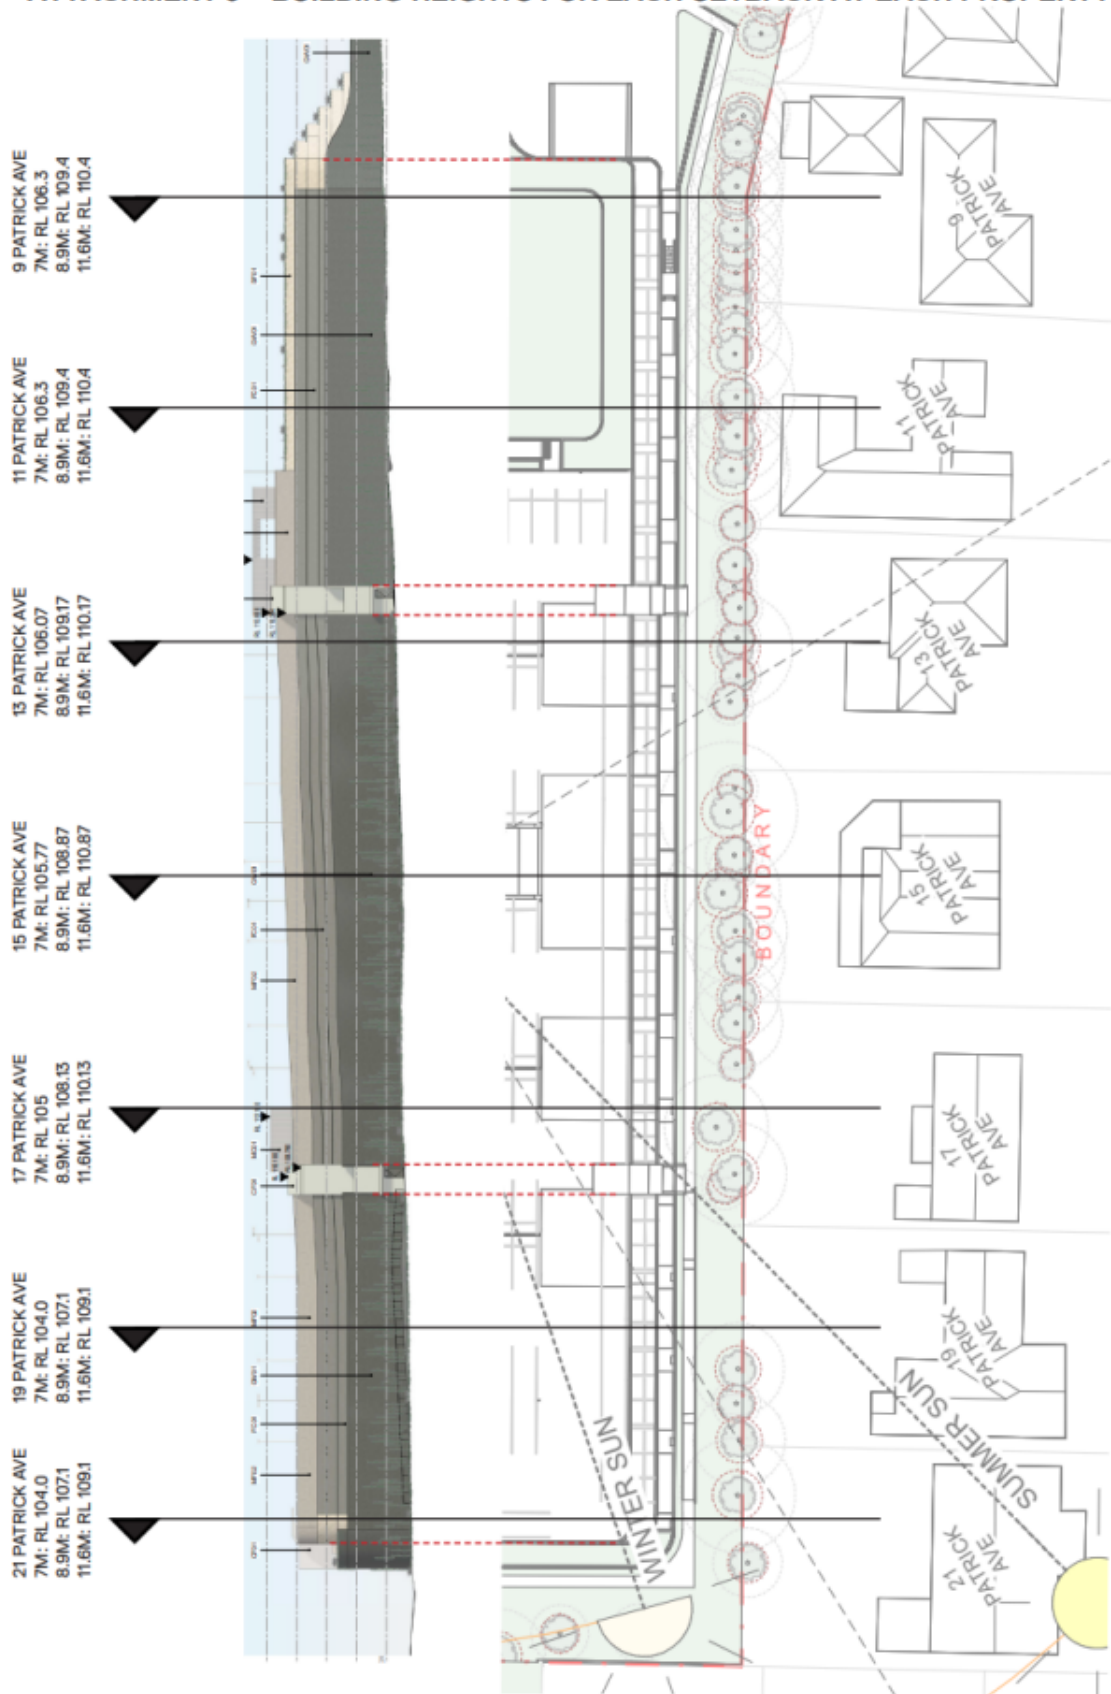 9 PATRICK AVE
7M: RL 106.3
8.9M: RL 109.4
11.6M: RL 110.4
11 PATRICK AVE
7M: RL 106.3
8.9M: RL 109.4
11.6M: RL 110.4
13 PATRICK AVE
7M: RL 106.07
8.9M: RL 109.17
11.6M: RL 110.17
15 PATRICK AVE
7M: RL 105.77
8.9M: RL 108.87
11.6M: RL 110.87
17 PATRICK AVE
7M: RL 105
8.9M: RL 108.13
11.6M: RL 110.13
19 PATRICK AVE
7M: RL 104.0
8.9M: RL 107.1
11.6M: RL 109.1
21 PATRICK AVE
7M: RL 104.0
8.9M: RL 107.1
11.6M: RL 109.1
9
PATRICK
AVE
11
PATRICK
AVE
13
PATRICK
AVE
15
PATRICK
AVE
17
PATRICK
AVE
19
PATRICK
AVE
21
PATRICK
AVE
BOUNDARY
WINTER SUN
SUMMER SUN